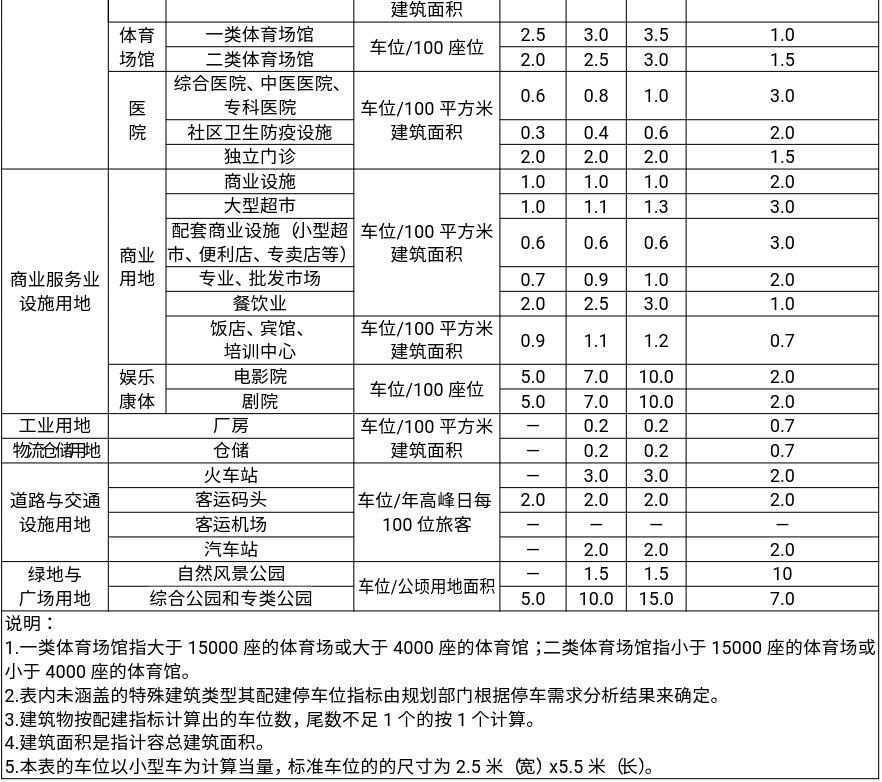 建筑面积
体育场馆 一类体育场馆 车位/100 座位 2.5 3.0 3.5 1.0
二类体育场馆 2.0 2.5 3.0 1.5
医院 综合医院、中医医院、专科医院 车位/100 平方米建筑面积 0.6 0.8 1.0 3.0
社区卫生防疫设施 0.3 0.4 0.6 2.0
独立门诊 2.0 2.0 2.0 1.5
商业服务业设施用地 商业用地 商业设施 车位/100 平方米建筑面积 1.0 1.0 1.0 2.0
大型超市 1.0 1.1 1.3 3.0
配套商业设施（小型超市、便利店、专卖店等） 0.6 0.6 0.6 3.0
专业、批发市场 0.7 0.9 1.0 2.0
餐饮业 2.0 2.5 3.0 1.0
饭店、宾馆、培训中心 车位/100 平方米建筑面积 0.9 1.1 1.2 0.7
娱乐康体 电影院 车位/100 座位 5.0 7.0 10.0 2.0
剧院 5.0 7.0 10.0 2.0
工业用地 厂房 车位/100 平方米建筑面积 — 0.2 0.2 0.7
物流仓储用地 仓储 — 0.2 0.2 0.7
道路与交通设施用地 火车站 车位/年高峰日每100 位旅客 — 3.0 3.0 2.0
客运码头 2.0 2.0 2.0 2.0
客运机场 — — — —
汽车站 — 2.0 2.0 2.0
绿地与广场用地 自然风景公园 车位/公顷用地面积 — 1.5 1.5 10
综合公园和专类公园 5.0 10.0 15.0 7.0
说明：
1.一类体育场馆指大于 15000 座的体育场或大于 4000 座的体育馆；二类体育场馆指小于 15000 座的体育场或
小于 4000 座的体育馆。
2.表内未涵盖的特殊建筑类型其配建停车位指标由规划部门根据停车需求分析结果来确定。
3.建筑物按配建指标计算出的车位数，尾数不足 1 个的按 1 个计算。
4.建筑面积是指计容总建筑面积。
5.本表的车位以小型车为计算当量，标准车位的的尺寸为 2.5 米（宽）x5.5 米（长）。